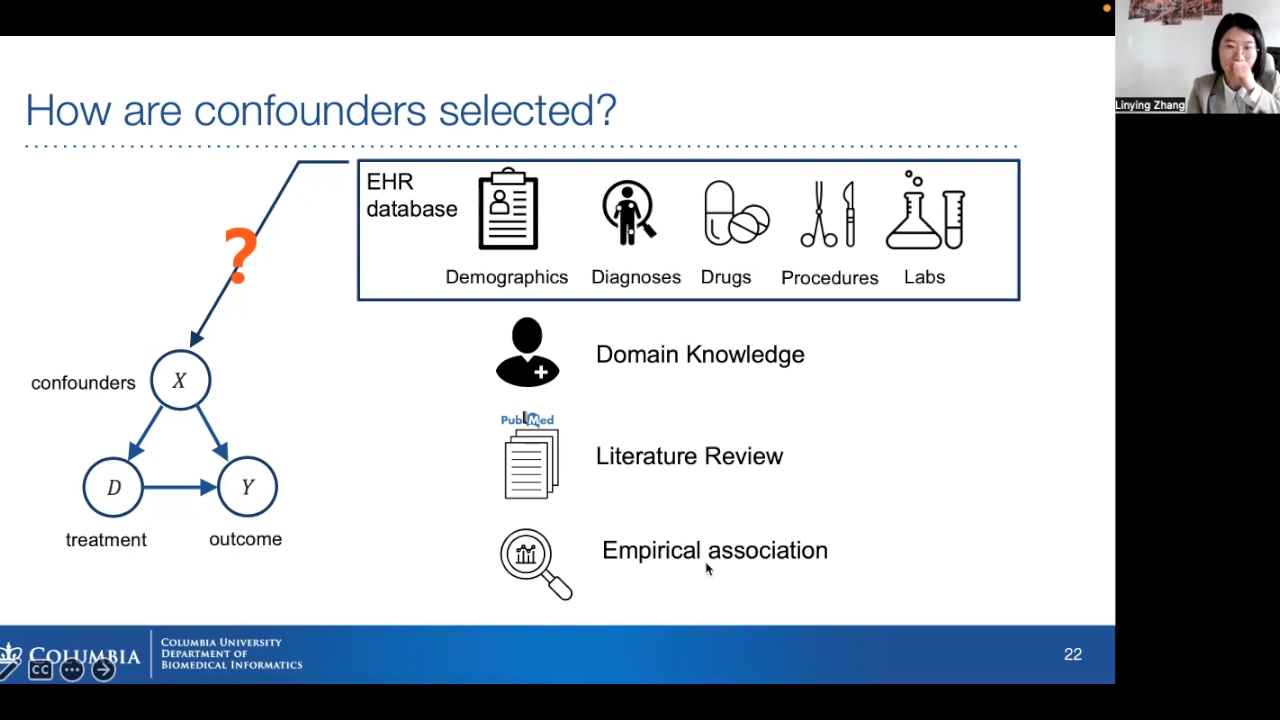 Linying Zhang
How are confounders selected?
EHR
database
Demographics
Diagnoses
Drugs
Procedures
Labs
?
Domain Knowledge
PubMed
Literature Review
Empirical association
confounders
X
D
Y
treatment
outcome
COLUMBIA
COLUMBIA UNIVERSITY
DEPARTMENT OF
BIOMEDICAL INFORMATICS
CC
22